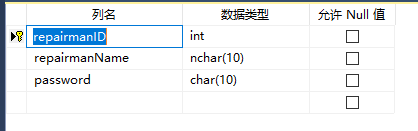 列名 数据类型 允许 Null 值
repairmanID int
repairmanName nchar(10)
password char(10)